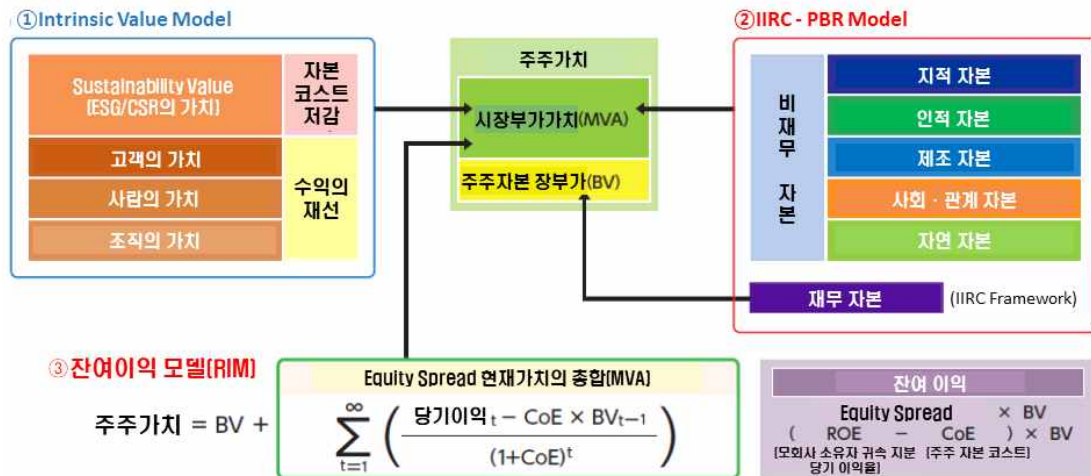 ①Intrinsic Value Model
Sustainability Value
(ESG/CSR의 가치)
자본
코스트
저감
고객의 가치
사람의 가치
조직의 가치
수익의
재선
주주가치
시장부가가치(MVA)
주주자본 장부가(BV)
②IIRC - PBR Model
비
재
무
자
본
지적 자본
인적 자본
제조 자본
사회 · 관계 자본
자연 자본
재무 자본
(IIRC Framework)
③잔여이익 모델(RIM)
Equity Spread 현재가치의 총합(MVA)
주주가치 = BV +
∞
∑
t=1
( 당기이익t − CoE × BVt−1 )
(1+CoE)t
잔여 이익
Equity Spread × BV
( ROE − CoE ) × BV
[모회사 소유자 귀속 지분 [주주 자본 코스트]
당기 이익율]